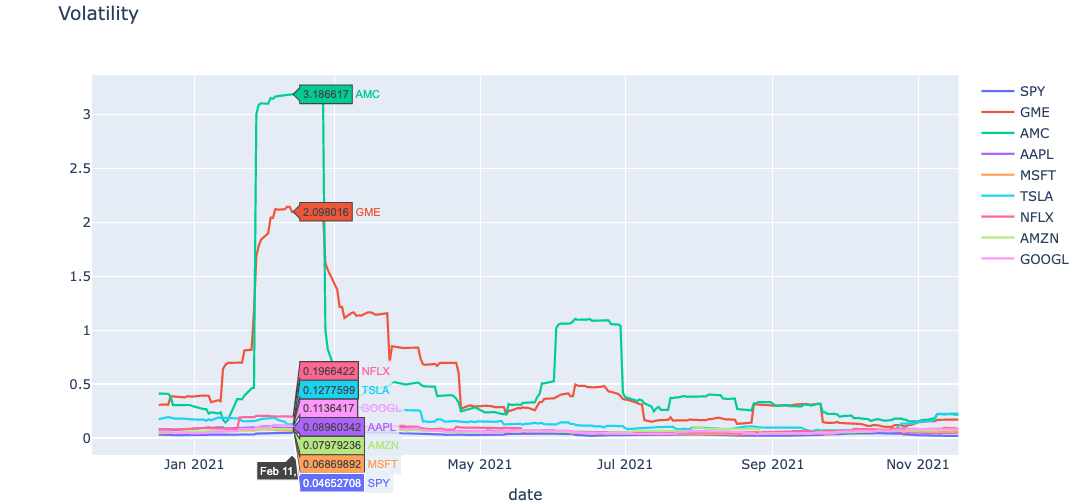 Volatility
3
2.5
2
1.5
1
0.5
0
3.186617 AMC
2.098016 GME
0.1966422 NFLX
0.1277599 TSLA
0.1136417 GOOGL
0.08960342 AAPL
0.07979236 AMZN
0.06869892 MSFT
0.04652708 SPY
Jan 2021
Feb 11,
May 2021
Jul 2021
Sep 2021
Nov 2021
date
SPY
GME
AMC
AAPL
MSFT
TSLA
NFLX
AMZN
GOOGL